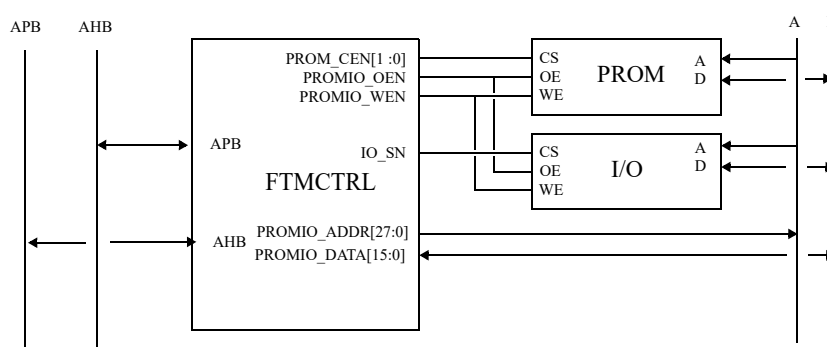 APB
AHB
A
PROM_CEN[1 :0]
PROMIO_OEN
PROMIO_WEN
CS
OE
WE
PROM
A
D
APB
IO_SN
FTMCTRL
CS
OE
WE
I/O
A
D
AHB
PROMIO_ADDR[27:0]
PROMIO_DATA[15:0]